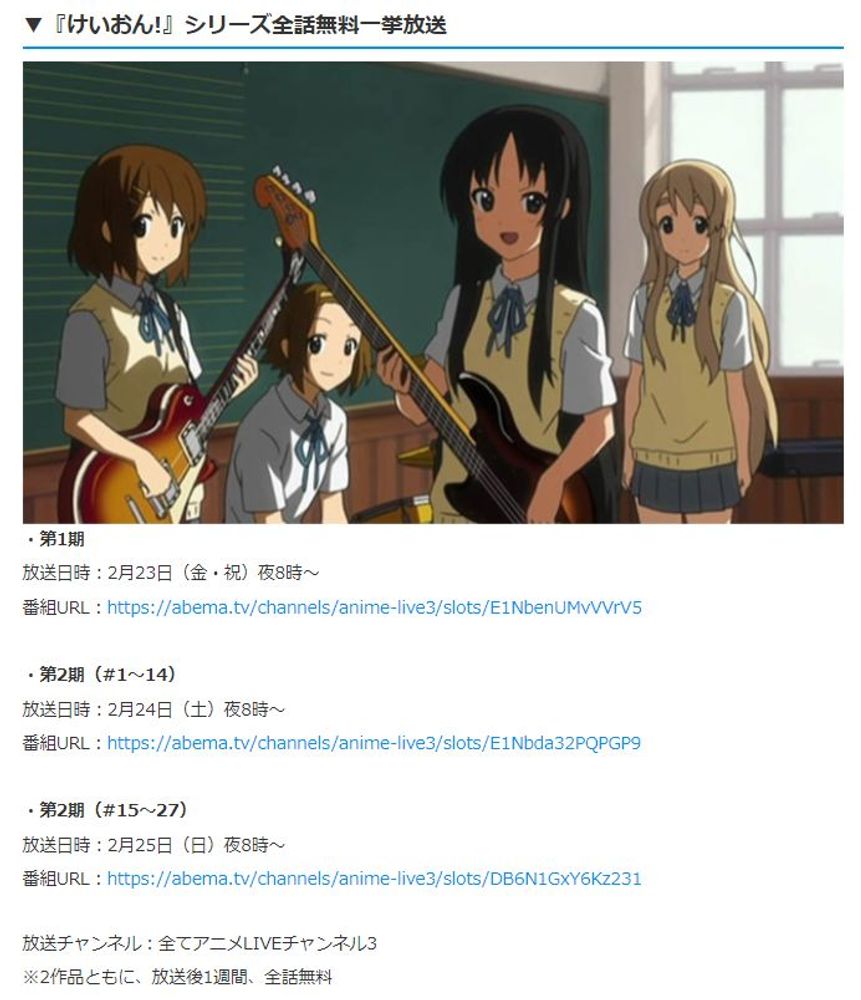 ▼『けいおん!』シリーズ全話無料一挙放送
・第1期
放送日時：2月23日（金・祝）夜8時～
番組URL：https://abema.tv/channels/anime-live3/slots/E1NbenUMvVVrV5
・第2期（#1～14）
放送日時：2月24日（土）夜8時～
番組URL：https://abema.tv/channels/anime-live3/slots/E1Nbda32PQPGP9
・第2期（#15～27）
放送日時：2月25日（日）夜8時～
番組URL：https://abema.tv/channels/anime-live3/slots/DB6N1GxY6Kz231
放送チャンネル：全てアニメLIVEチャンネル3
※2作品ともに、放送後1週間、全話無料